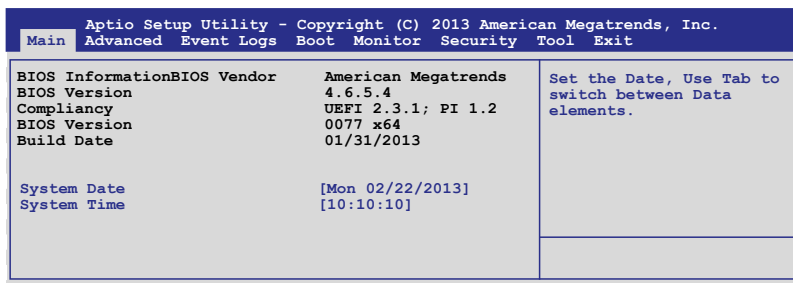 Aptio Setup Utility - Copyright (C) 2013 American Megatrends, Inc.
Main Advanced Event Logs Boot Monitor Security Tool Exit
BIOS InformationBIOS Vendor American Megatrends
BIOS Version 4.6.5.4
Compliancy UEFI 2.3.1; PI 1.2
BIOS Version 0077 x64
Build Date 01/31/2013
System Date [Mon 02/22/2013]
System Time [10:10:10]
Set the Date, Use Tab to
switch between Data
elements.